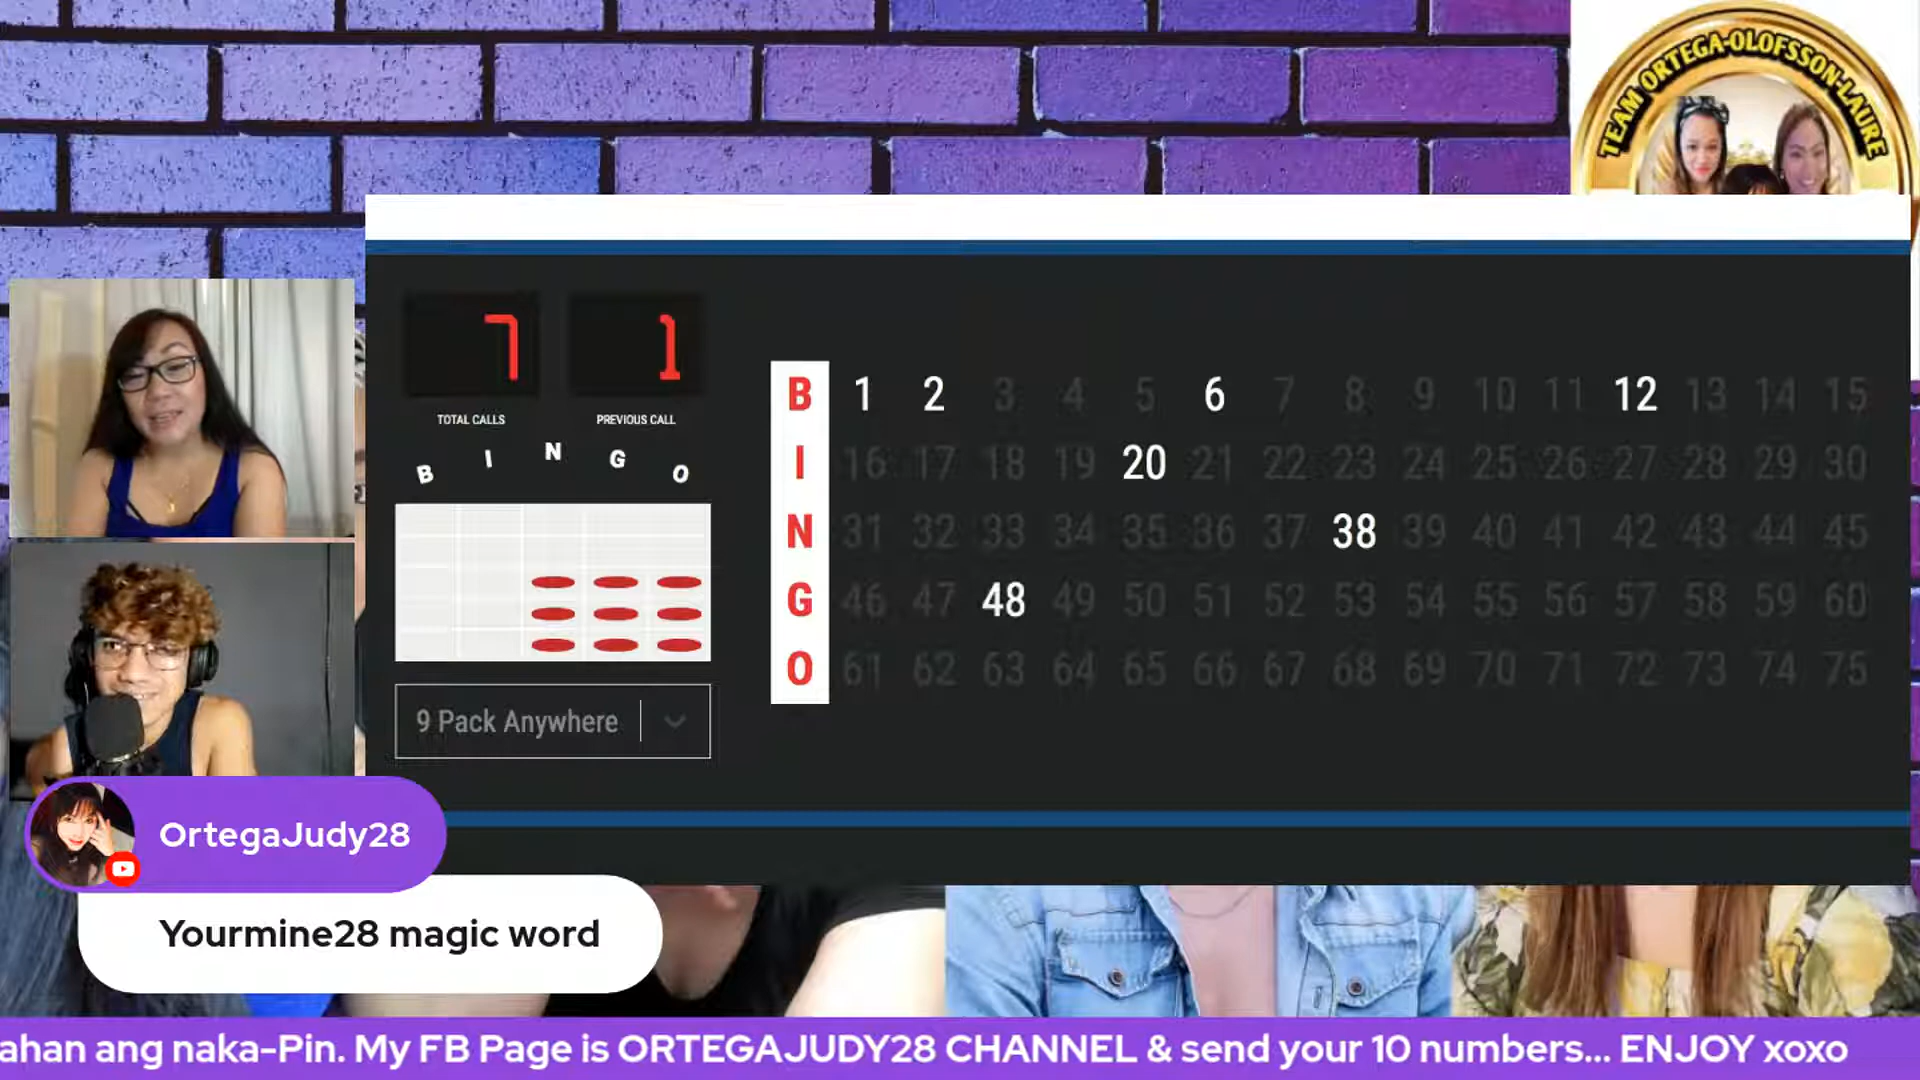 TEAM ORTEGA-OLOFSSON-LAURE
7
1
TOTAL CALLS
PREVIOUS CALL
B I N G O
9 Pack Anywhere
B 1 2 3 4 5 6 7 8 9 10 11 12 13 14 15
I 16 17 18 19 20 21 22 23 24 25 26 27 28 29 30
N 31 32 33 34 35 36 37 38 39 40 41 42 43 44 45
G 46 47 48 49 50 51 52 53 54 55 56 57 58 59 60
O 61 62 63 64 65 66 67 68 69 70 71 72 73 74 75
OrtegaJudy28
Yourmine28 magic word
ahan ang naka-Pin. My FB Page is ORTEGAJUDY28 CHANNEL & send your 10 numbers... ENJOY xoxo